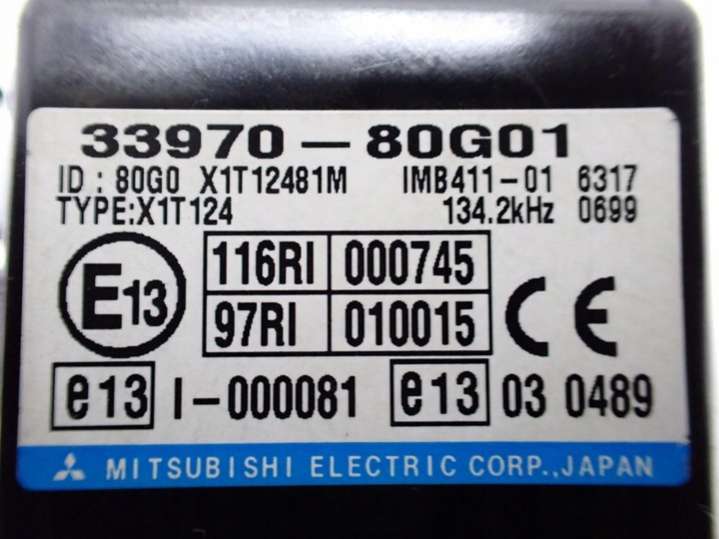 33970-80G01
ID : 80G0 X1T12481M IMB411-01 6317
TYPE:X1T124 134.2kHz 0699
E13 116RI 000745 CE
97RI 010015
e13 I-000081 e13 03 0489
MITSUBISHI ELECTRIC CORP.,JAPAN